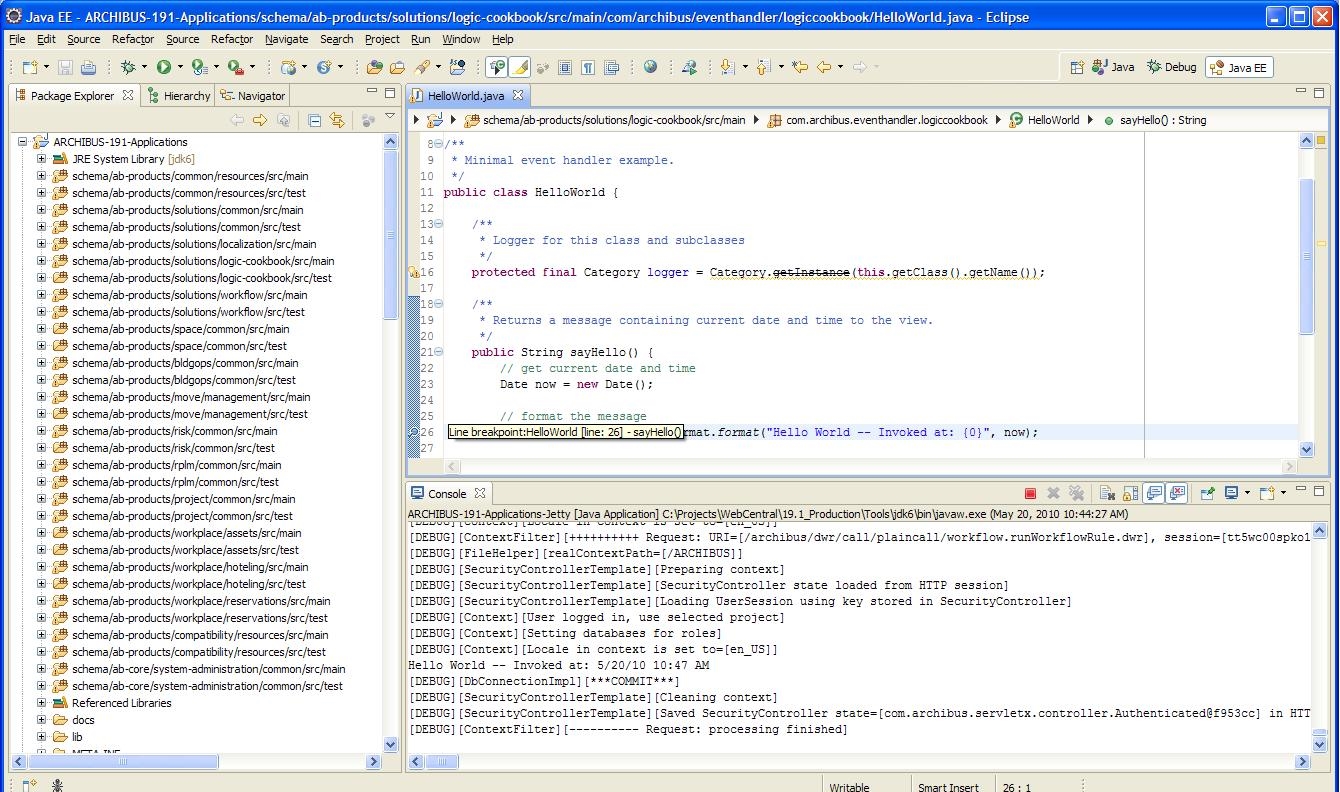 Java EE - ARCHIBUS-191-Applications/schema/ab-products/solutions/logic-cookbook/src/main/com/archibus/eventhandler/logiccookbook/HelloWorld.java - Eclipse
File Edit Source Refactor Source Refactor Navigate Search Project Run Window Help
Java Debug Java EE
Package Explorer Hierarchy Navigator
ARCHIBUS-191-Applications
JRE System Library [jdk6]
schema/ab-products/common/resources/src/main
schema/ab-products/common/resources/src/test
schema/ab-products/solutions/common/src/main
schema/ab-products/solutions/common/src/test
schema/ab-products/solutions/localization/src/main
schema/ab-products/solutions/logic-cookbook/src/main
schema/ab-products/solutions/logic-cookbook/src/test
schema/ab-products/solutions/workflow/src/main
schema/ab-products/solutions/workflow/src/test
schema/ab-products/space/common/src/main
schema/ab-products/space/common/src/test
schema/ab-products/bldgops/common/src/main
schema/ab-products/bldgops/common/src/test
schema/ab-products/move/management/src/main
schema/ab-products/move/management/src/test
schema/ab-products/risk/common/src/main
schema/ab-products/risk/common/src/test
schema/ab-products/rplm/common/src/main
schema/ab-products/rplm/common/src/test
schema/ab-products/project/common/src/main
schema/ab-products/project/common/src/test
schema/ab-products/workplace/assets/src/main
schema/ab-products/workplace/assets/src/test
schema/ab-products/workplace/hoteling/src/main
schema/ab-products/workplace/hoteling/src/test
schema/ab-products/workplace/reservations/src/main
schema/ab-products/workplace/reservations/src/test
schema/ab-products/compatibility/resources/src/main
schema/ab-products/compatibility/resources/src/test
schema/ab-core/system-administration/common/src/main
schema/ab-core/system-administration/common/src/test
Referenced Libraries
docs
lib
META-INF
HelloWorld.java
schema/ab-products/solutions/logic-cookbook/src/main com.archibus.eventhandler.logiccookbook HelloWorld sayHello() : String
8 /**
9 * Minimal event handler example.
10 */
11 public class HelloWorld {
12
13 /**
14 * Logger for this class and subclasses
15 */
16 protected final Category logger = Category.getInstance(this.getClass().getName());
17
18 /**
19 * Returns a message containing current date and time to the view.
20 */
21 public String sayHello() {
22 // get current date and time
23 Date now = new Date();
24
25 // format the message
26 Line breakpoint:HelloWorld [line: 26] - sayHello() rmat.format("Hello World -- Invoked at: {0}", now);
27
Console
ARCHIBUS-191-Applications-Jetty [Java Application] C:\Projects\WebCentral\19.1_Production\Tools\jdk6\bin\javaw.exe (May 20, 2010 10:44:27 AM)
[DEBUG][Context][Locale in context is set to=[en_US]]
[DEBUG][ContextFilter][++++++++++ Request: URI=[/archibus/dwr/call/plaincall/workflow.runWorkflowRule.dwr], session=[tt5wc00spko1
[DEBUG][FileHelper][realContextPath=[/ARCHIBUS]]
[DEBUG][SecurityControllerTemplate][Preparing context]
[DEBUG][SecurityControllerTemplate][SecurityController state loaded from HTTP session]
[DEBUG][SecurityControllerTemplate][Loading UserSession using key stored in SecurityController]
[DEBUG][Context][User logged in, use selected project]
[DEBUG][Context][Setting databases for roles]
[DEBUG][Context][Locale in context is set to=[en_US]]
Hello World -- Invoked at: 5/20/10 10:47 AM
[DEBUG][DbConnectionImpl][***COMMIT***]
[DEBUG][SecurityControllerTemplate][Cleaning context]
[DEBUG][SecurityControllerTemplate][Saved SecurityController state=[com.archibus.servletx.controller.Authenticated@f953cc] in HTT
[DEBUG][ContextFilter][---------- Request: processing finished]
Writable Smart Insert 26 : 1